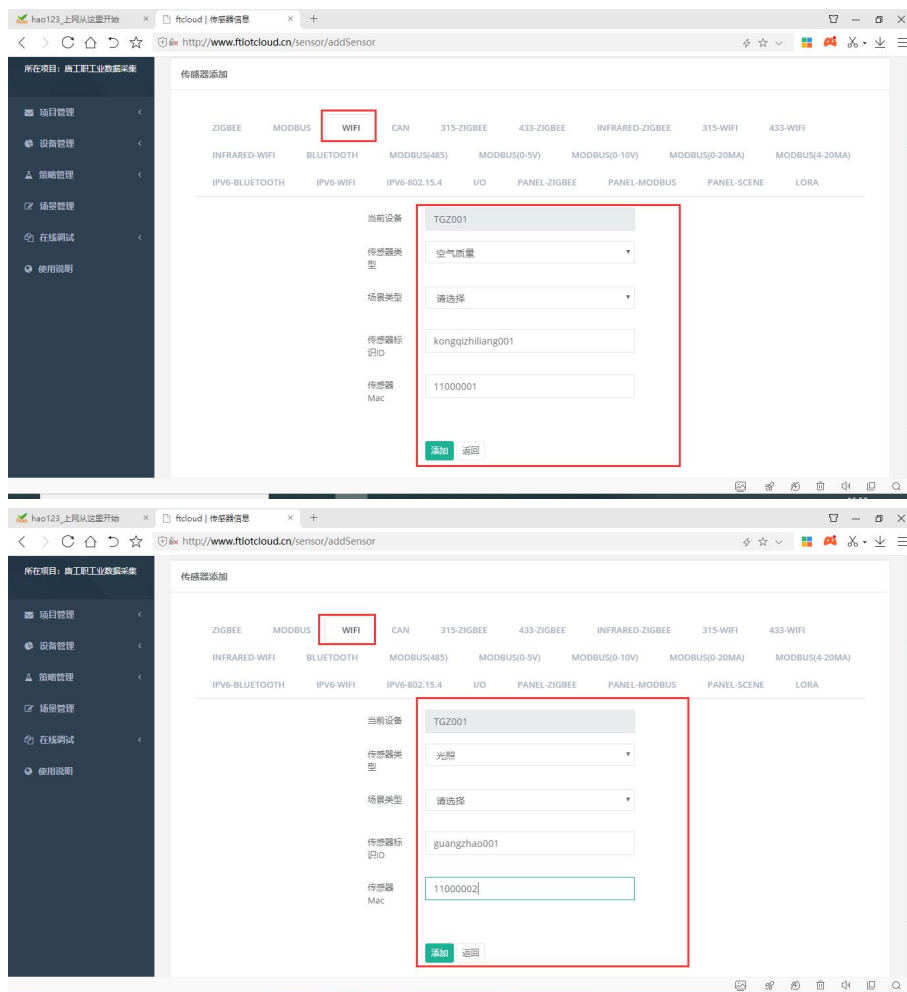 hao123_上网从这里开始 × ftcloud | 传感器信息 × +
http://www.ftiotcloud.cn/sensor/addSensor
所在项目：唐工职工业数据采集
传感器添加
项目管理
设备管理
策略管理
场景管理
在线调试
使用说明
ZIGBEE MODBUS WIFI CAN 315-ZIGBEE 433-ZIGBEE INFRARED-ZIGBEE 315-WIFI 433-WIFI
INFRARED-WIFI BLUETOOTH MODBUS(485) MODBUS(0-5V) MODBUS(0-10V) MODBUS(0-20MA) MODBUS(4-20MA)
IPV6-BLUETOOTH IPV6-WIFI IPV6-802.15.4 I/O PANEL-ZIGBEE PANEL-MODBUS PANEL-SCENE LORA
当前设备 TGZ001
传感器类型 空气质量
场景类型 请选择
传感器标识ID kongqizhiliang001
传感器Mac 11000001
添加 返回
hao123_上网从这里开始 × ftcloud | 传感器信息 × +
http://www.ftiotcloud.cn/sensor/addSensor
所在项目：唐工职工业数据采集
传感器添加
项目管理
设备管理
策略管理
场景管理
在线调试
使用说明
ZIGBEE MODBUS WIFI CAN 315-ZIGBEE 433-ZIGBEE INFRARED-ZIGBEE 315-WIFI 433-WIFI
INFRARED-WIFI BLUETOOTH MODBUS(485) MODBUS(0-5V) MODBUS(0-10V) MODBUS(0-20MA) MODBUS(4-20MA)
IPV6-BLUETOOTH IPV6-WIFI IPV6-802.15.4 I/O PANEL-ZIGBEE PANEL-MODBUS PANEL-SCENE LORA
当前设备 TGZ001
传感器类型 光照
场景类型 请选择
传感器标识ID guangzhao001
传感器Mac 11000002
添加 返回